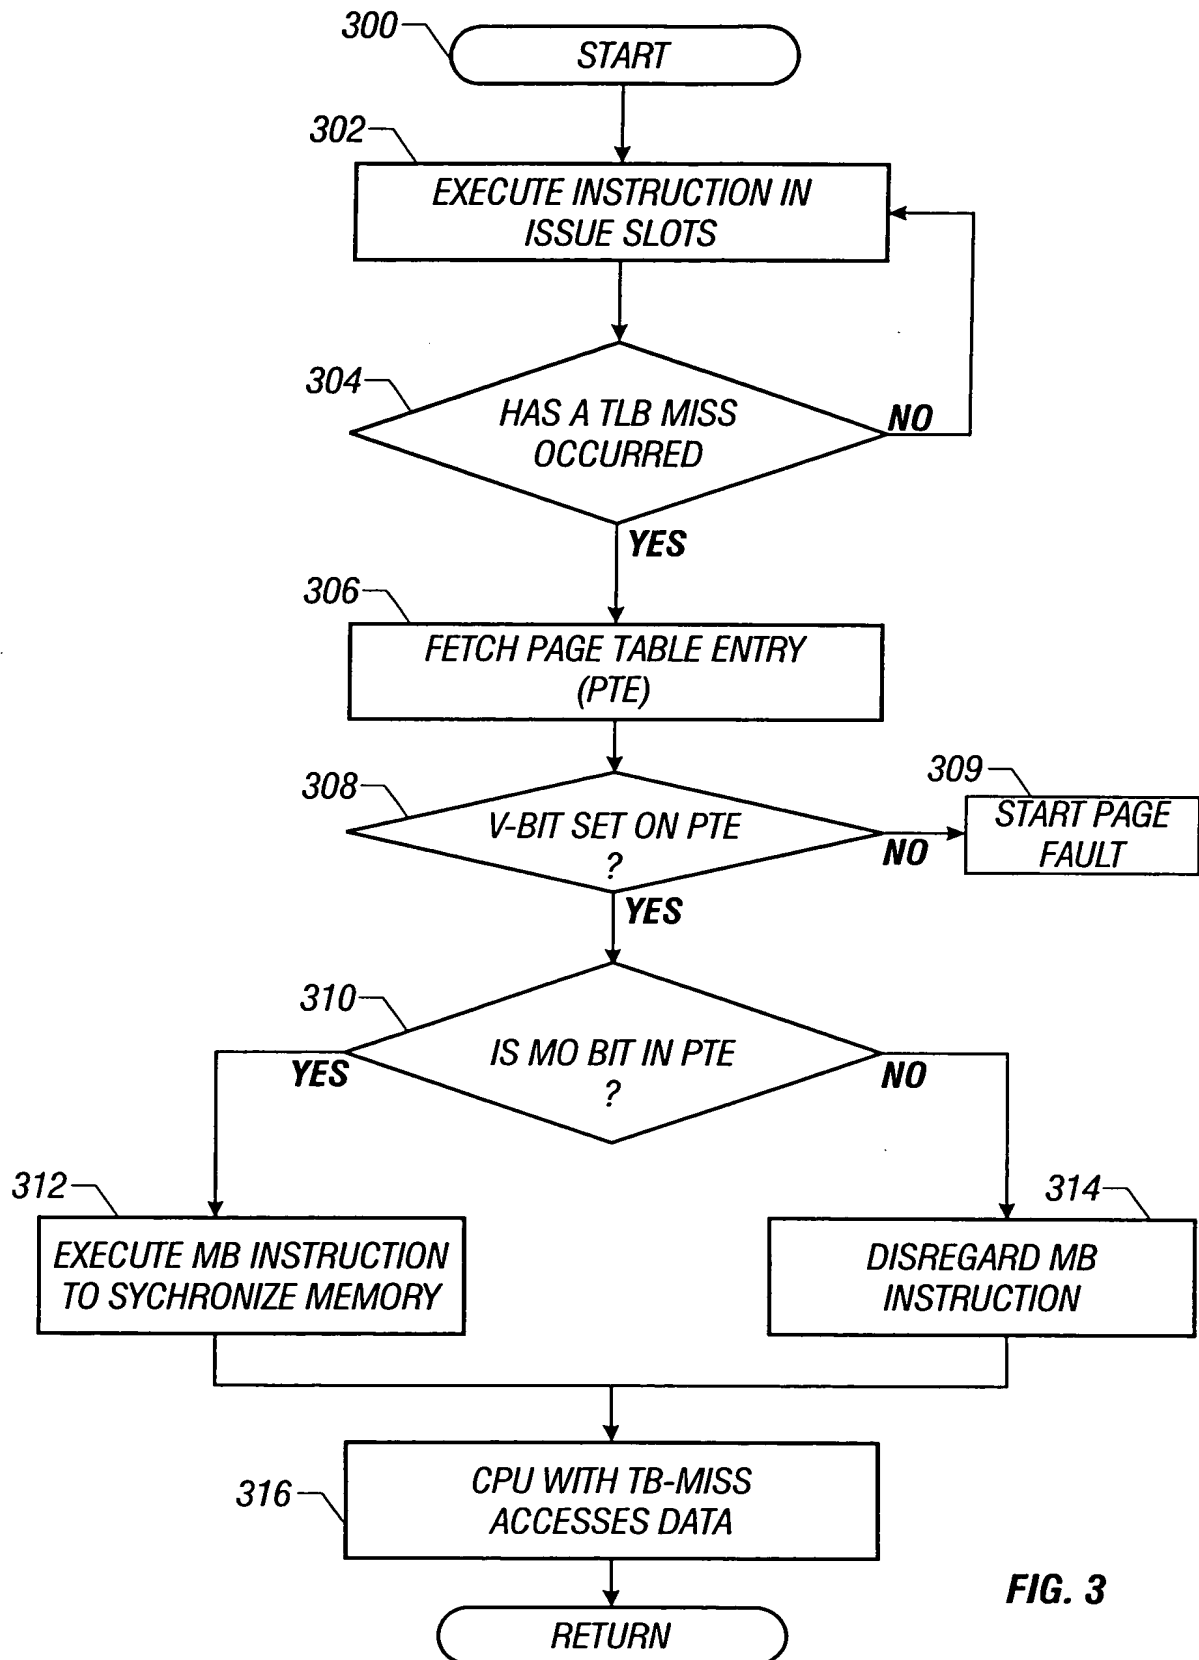 300
START
302
EXECUTE INSTRUCTION IN
ISSUE SLOTS
304
HAS A TLB MISS
OCCURRED
NO
YES
306
FETCH PAGE TABLE ENTRY
(PTE)
308
V-BIT SET ON PTE
?
NO
309
START PAGE
FAULT
YES
310
IS MO BIT IN PTE
?
YES
NO
312
EXECUTE MB INSTRUCTION
TO SYCHRONIZE MEMORY
314
DISREGARD MB
INSTRUCTION
316
CPU WITH TB-MISS
ACCESSES DATA
RETURN
FIG. 3